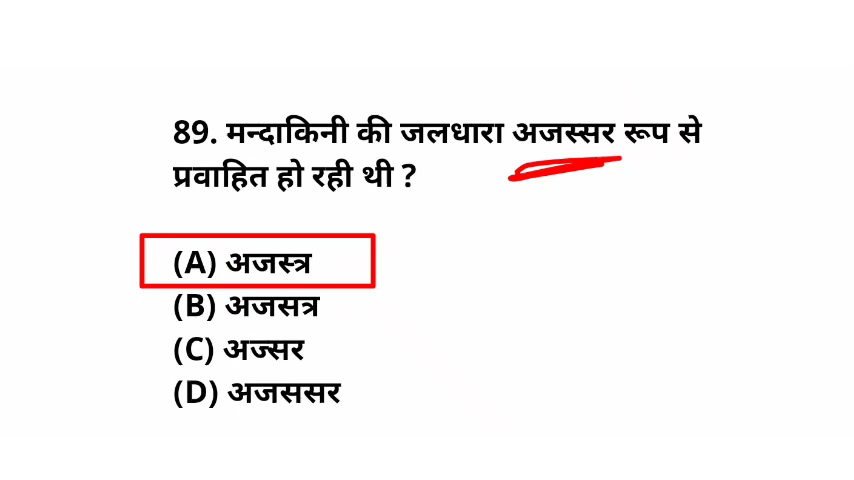 89. मन्दाकिनी की जलधारा अजस्सर रूप से
प्रवाहित हो रही थी ?
(A) अजस्त्र
(B) अजसत्र
(C) अज्सर
(D) अजससर